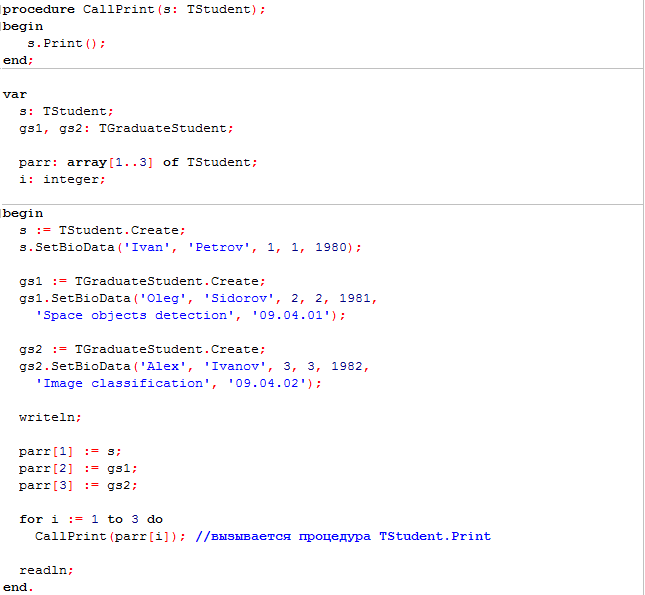 procedure CallPrint(s: TStudent);
begin
s.Print();
end;
var
s: TStudent;
gs1, gs2: TGraduateStudent;
parr: array[1..3] of TStudent;
i: integer;
begin
s := TStudent.Create;
s.SetBioData('Ivan', 'Petrov', 1, 1, 1980);
gs1 := TGraduateStudent.Create;
gs1.SetBioData('Oleg', 'Sidorov', 2, 2, 1981,
'Space objects detection', '09.04.01');
gs2 := TGraduateStudent.Create;
gs2.SetBioData('Alex', 'Ivanov', 3, 3, 1982,
'Image classification', '09.04.02');
writeln;
parr[1] := s;
parr[2] := gs1;
parr[3] := gs2;
for i := 1 to 3 do
CallPrint(parr[i]); //вызывается процедура TStudent.Print
readln;
end.